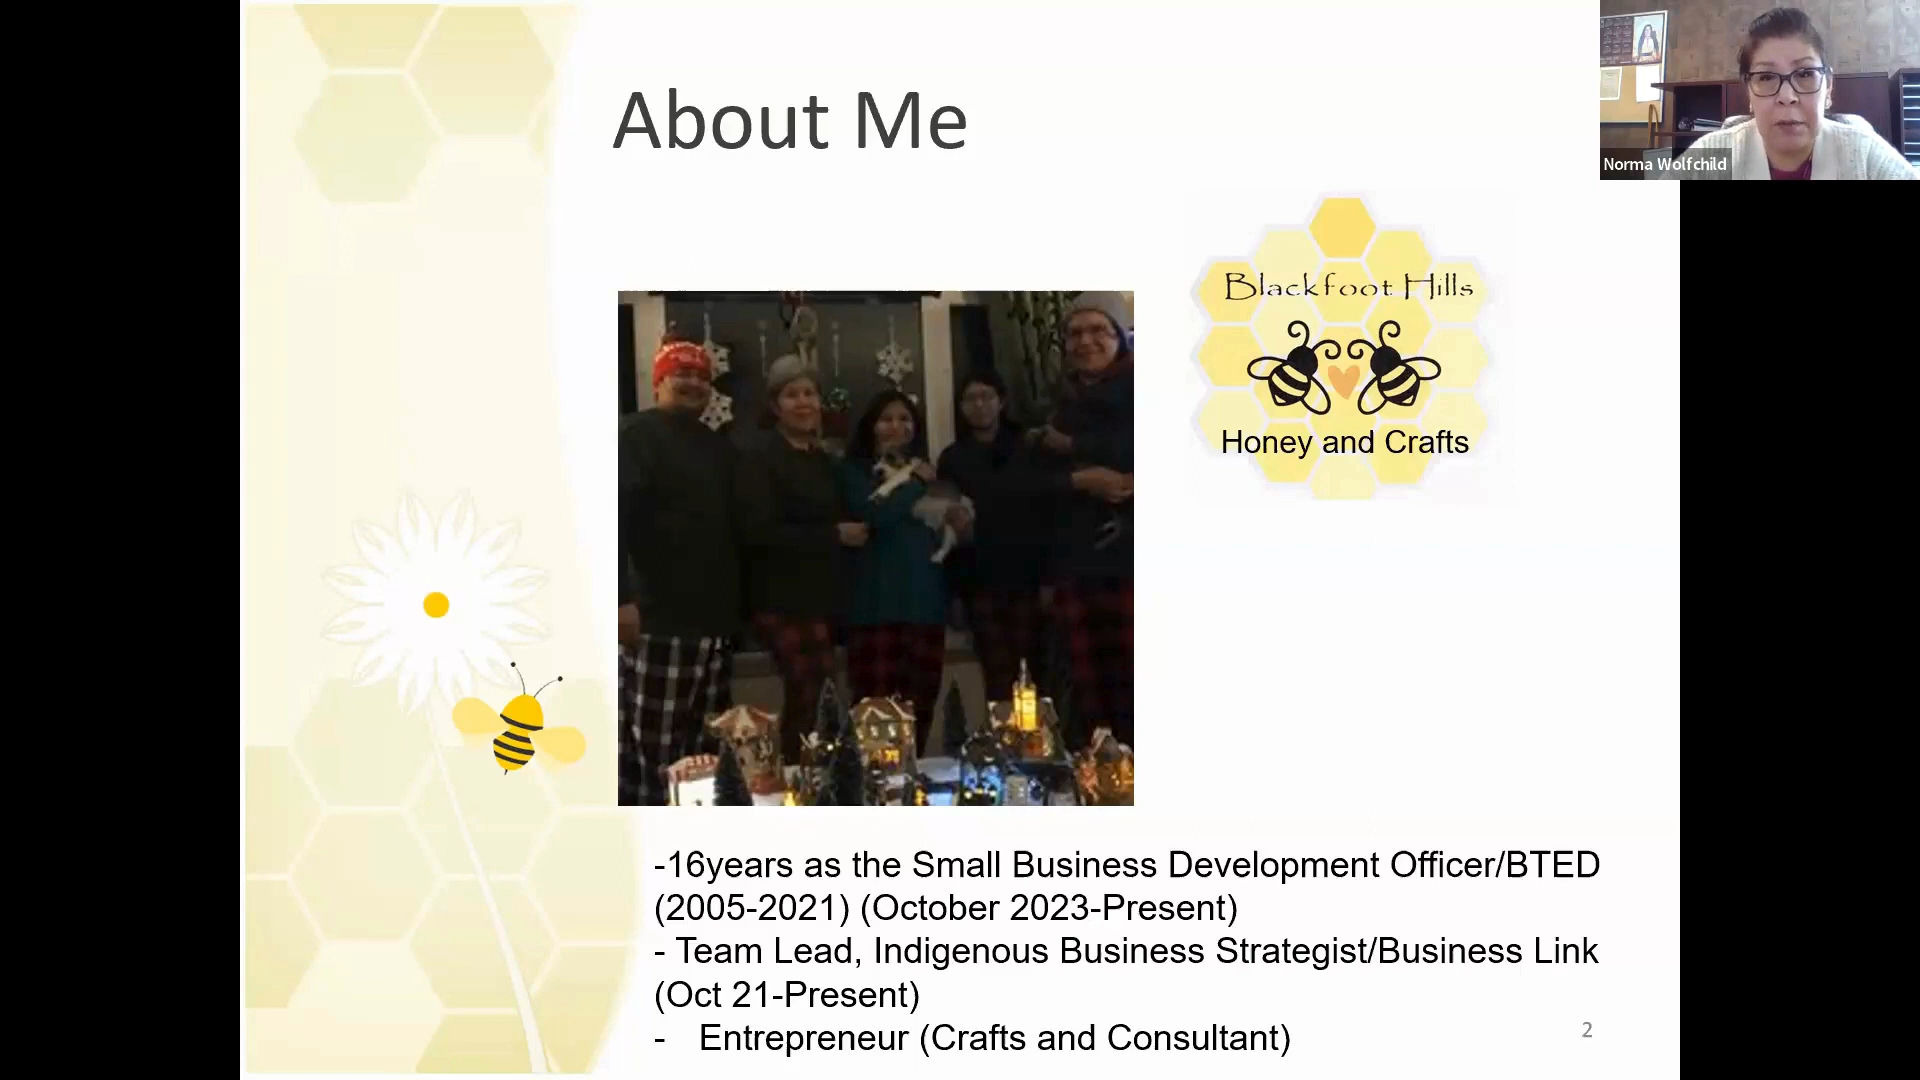 About Me
Norma Wolfchild
Blackfoot Hills
Honey and Crafts
-16years as the Small Business Development Officer/BTED
(2005-2021) (October 2023-Present)
- Team Lead, Indigenous Business Strategist/Business Link
(Oct 21-Present)
- Entrepreneur (Crafts and Consultant)
2